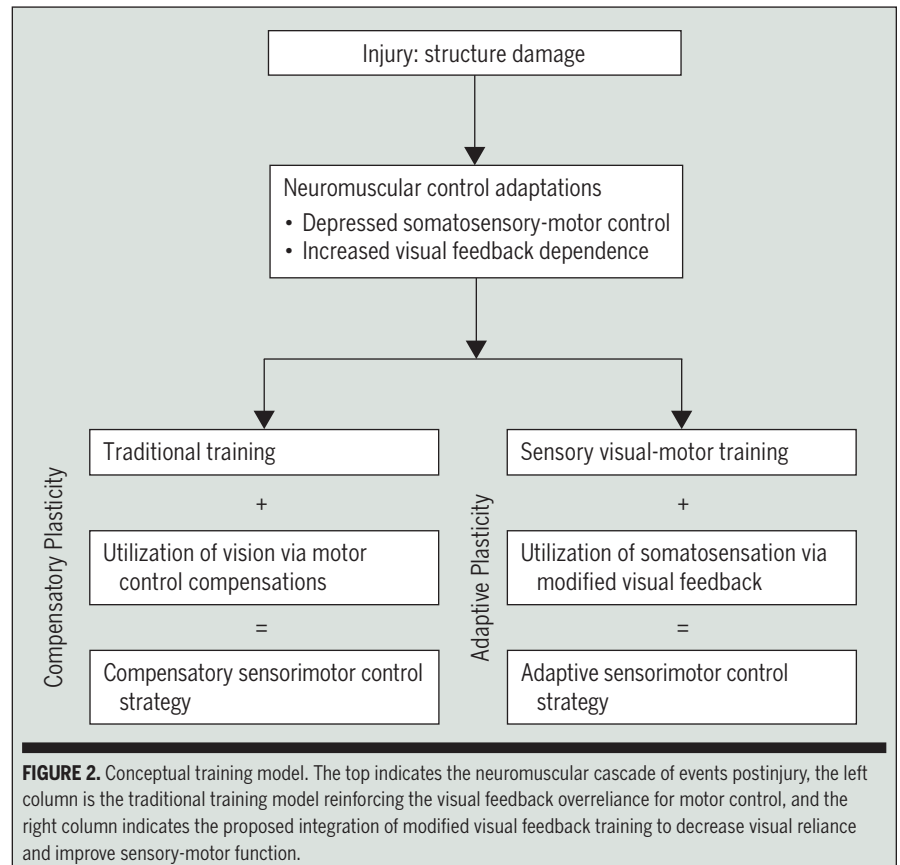 Injury: structure damage
Neuromuscular control adaptations
• Depressed somatosensory-motor control
• Increased visual feedback dependence
Compensatory Plasticity
Traditional training
+
Utilization of vision via motor
control compensations
=
Compensatory sensorimotor control
strategy
Adaptive Plasticity
Sensory visual-motor training
+
Utilization of somatosensation via
modified visual feedback
=
Adaptive sensorimotor control
strategy
FIGURE 2. Conceptual training model. The top indicates the neuromuscular cascade of events postinjury, the left
column is the traditional training model reinforcing the visual feedback overreliance for motor control, and the
right column indicates the proposed integration of modified visual feedback training to decrease visual reliance
and improve sensory-motor function.